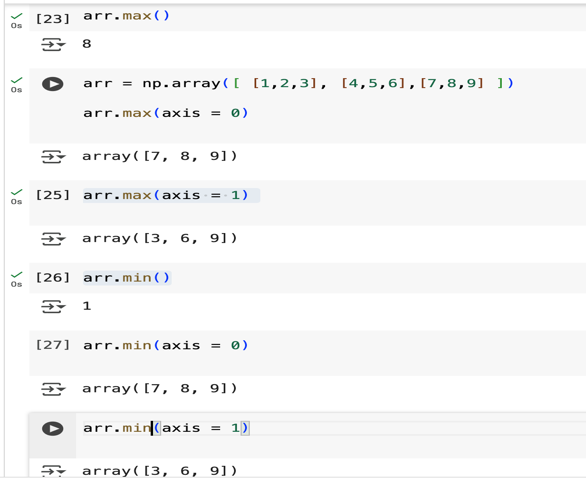 0s [23] arr.max()
8
0s arr = np.array([ [1,2,3], [4,5,6],[7,8,9] ])
arr.max(axis = 0)
array([7, 8, 9])
0s [25] arr.max(axis = 1)
array([3, 6, 9])
0s [26] arr.min()
1
[27] arr.min(axis = 0)
array([7, 8, 9])
arr.min(axis = 1)
array([3, 6, 9])